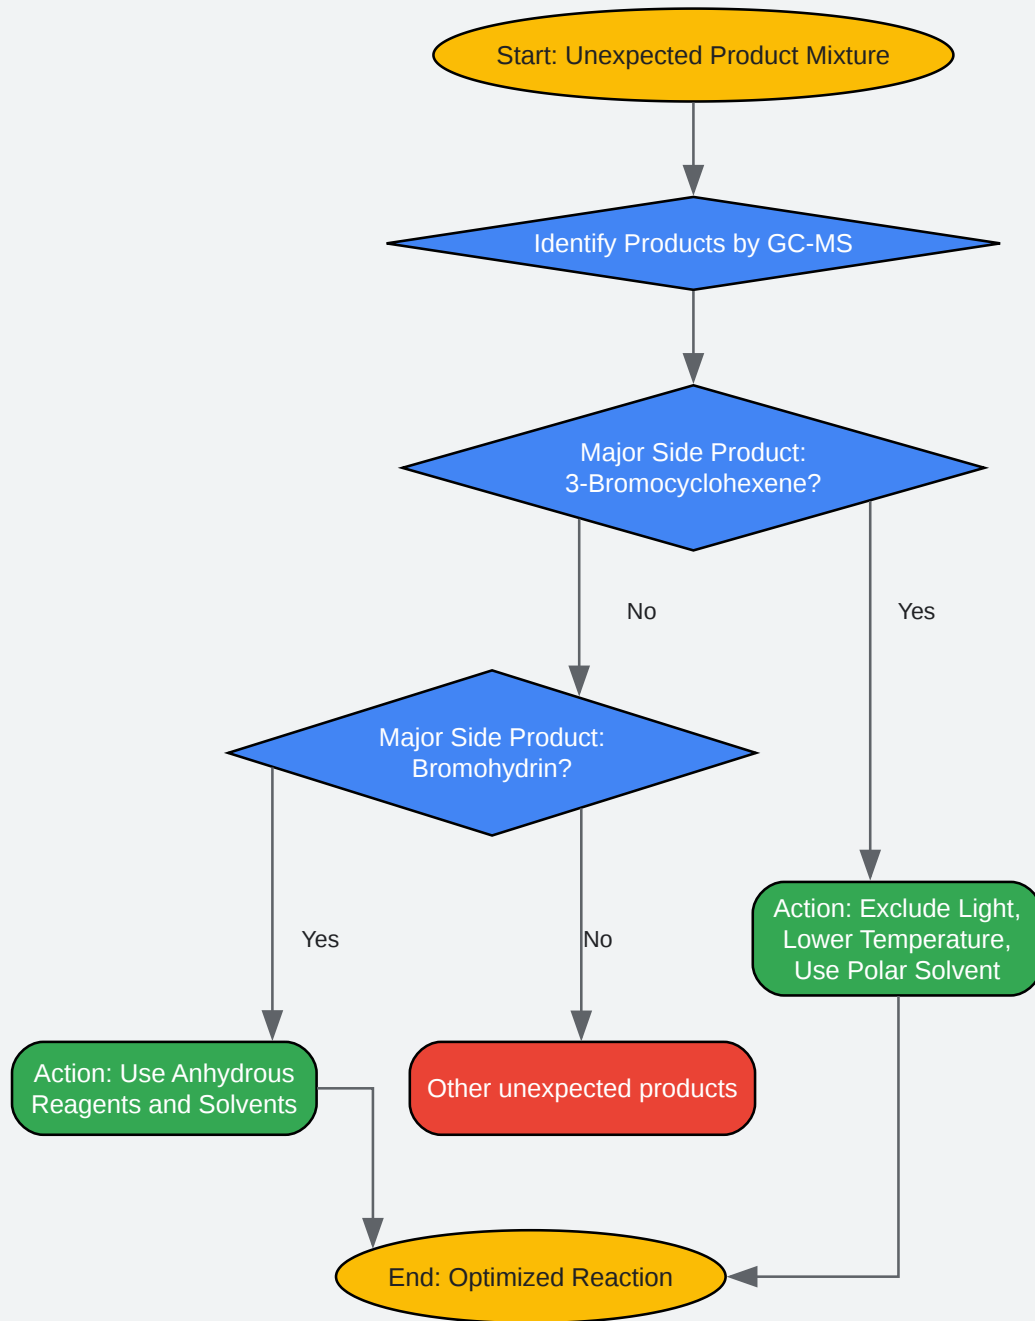 Start: Unexpected Product Mixture
Identify Products by GC-MS
Major Side Product:
3-Bromocyclohexene?
No
Yes
Major Side Product:
Bromohydrin?
Action: Exclude Light,
Lower Temperature,
Use Polar Solvent
Yes
No
Action: Use Anhydrous
Reagents and Solvents
Other unexpected products
End: Optimized Reaction